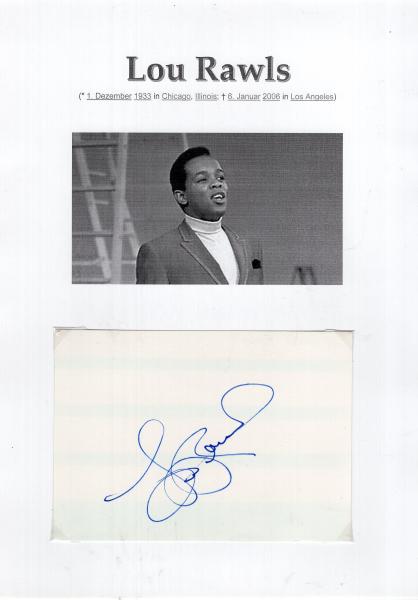 Lou Rawls
(* 1. Dezember 1933 in Chicago, Illinois; † 6. Januar 2006 in Los Angeles)